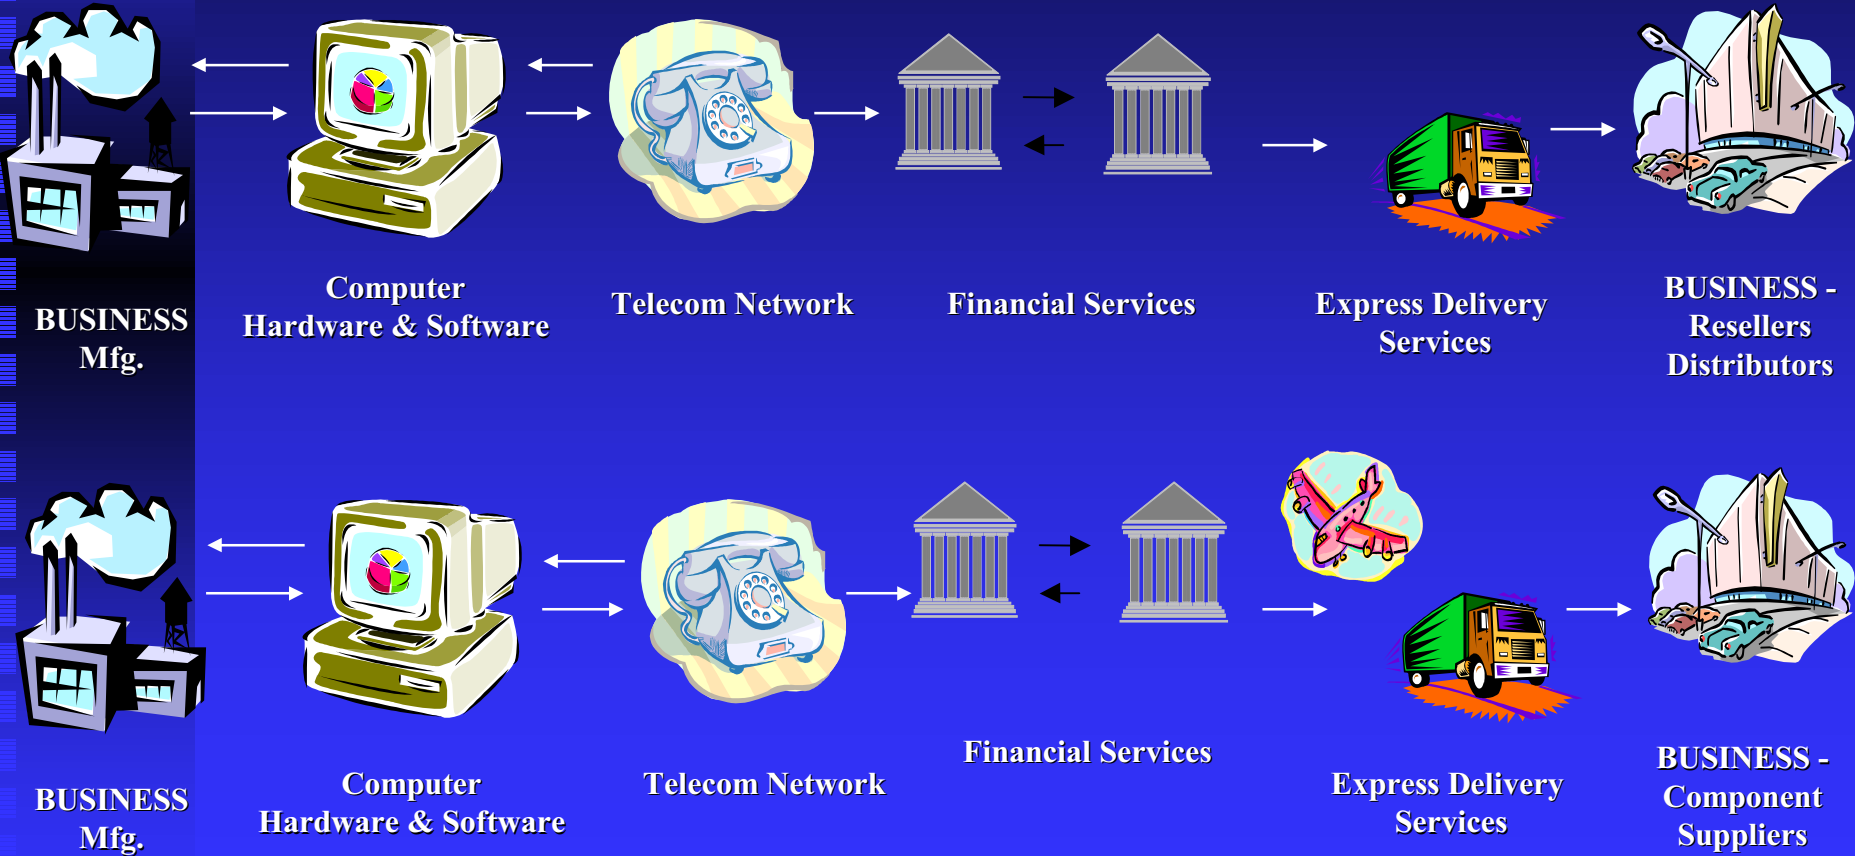 BUSINESS
Mfg.
Computer
Hardware & Software
Telecom Network
Financial Services
Express Delivery
Services
BUSINESS -
Resellers
Distributors
BUSINESS
Mfg.
Computer
Hardware & Software
Telecom Network
Financial Services
Express Delivery
Services
BUSINESS -
Component
Suppliers